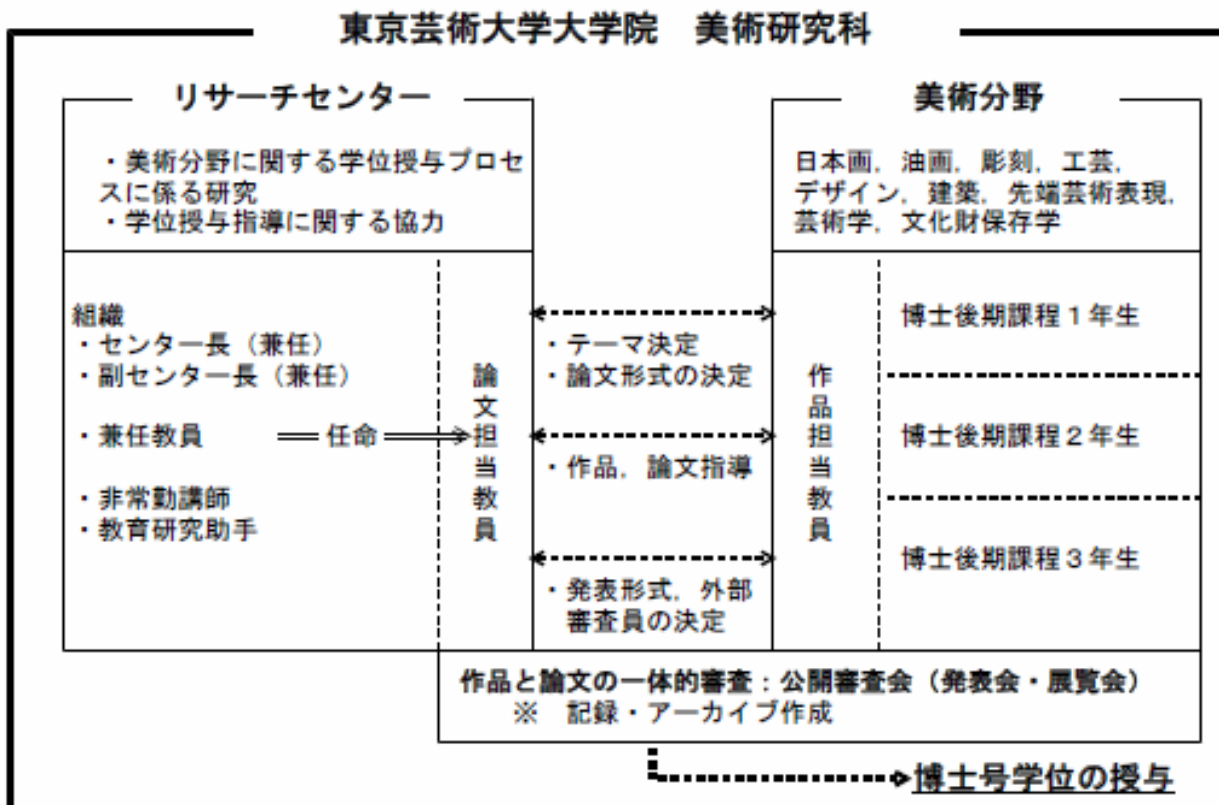 東京芸術大学大学院　美術研究科
リサーチセンター
・美術分野に関する学位授与プロセ
スに係る研究
・学位授与指導に関する協力
組織
・センター長（兼任）
・副センター長（兼任）
・兼任教員
任命
・非常勤講師
・教育研究助手
論文担当教員
・テーマ決定
・論文形式の決定
・作品，論文指導
・発表形式，外部
審査員の決定
美術分野
日本画，油画，彫刻，工芸，
デザイン，建築，先端芸術表現，
芸術学，文化財保存学
作品担当教員
博士後期課程１年生
博士後期課程２年生
博士後期課程３年生
作品と論文の一体的審査：公開審査会（発表会・展覧会）
※　記録・アーカイブ作成
博士号学位の授与